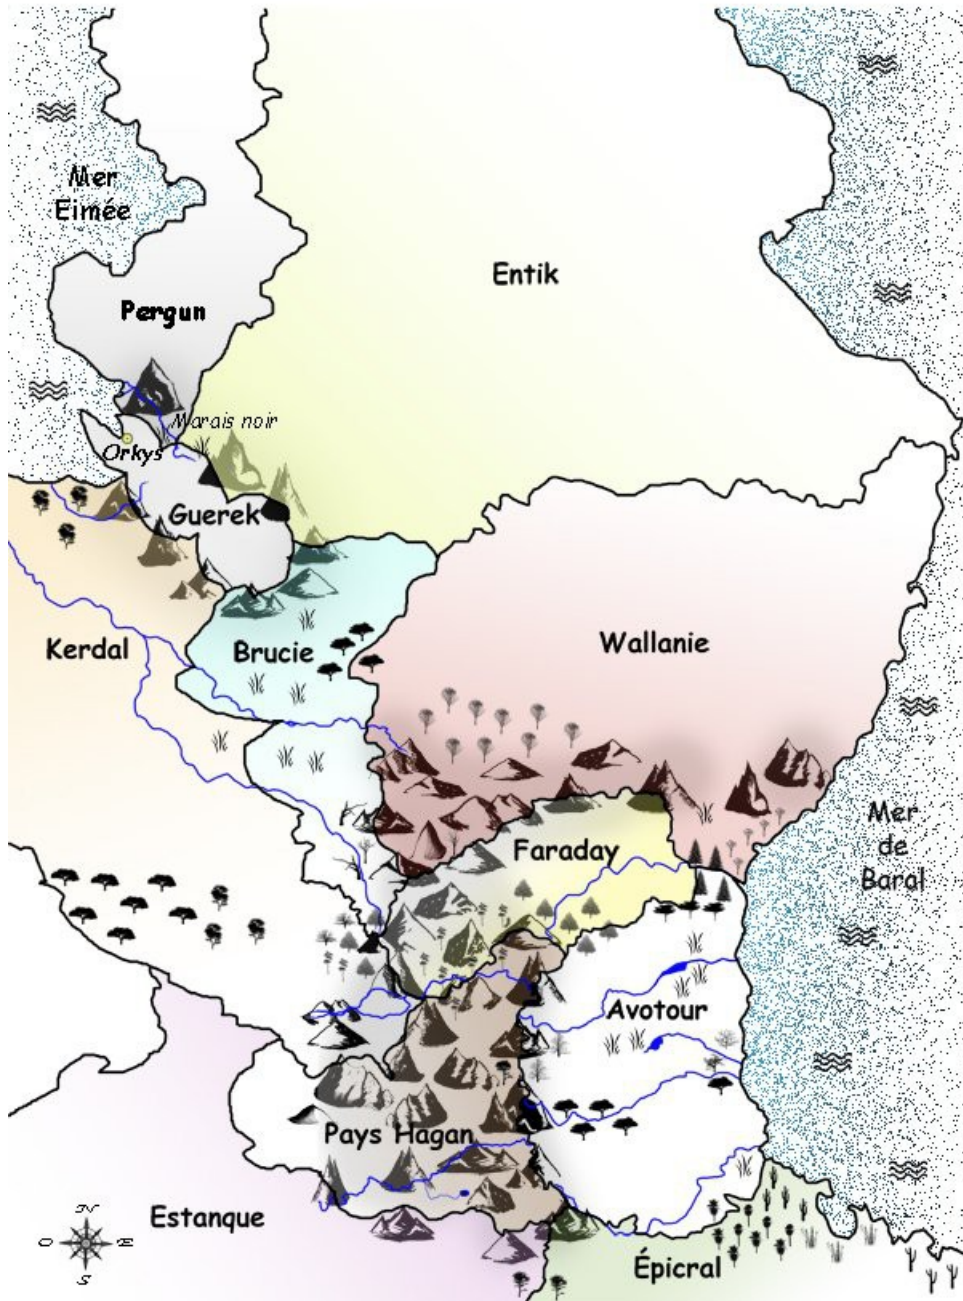 Mer
Eimée
Entik
Pergun
Marais noir
Orkys
Guerek
Kerdal
Brucie
Wallanie
Mer
de
Baral
Faraday
Avotour
Pays Hagan
Estanque
Épicral
N
O
E
S